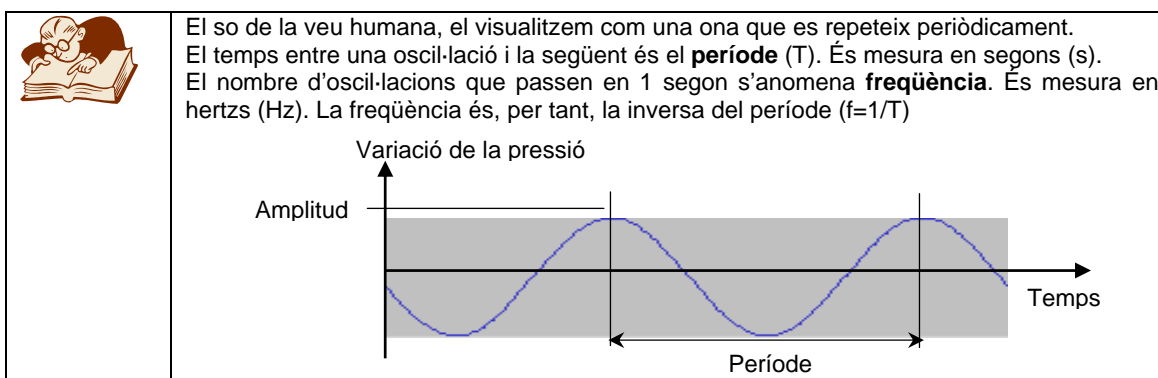 El so de la veu humana, el visualitzem com una ona que es repeteix periòdicament.
El temps entre una oscil·lació i la següent és el període (T). És mesura en segons (s).
El nombre d’oscil·lacions que passen en 1 segon s’anomena freqüència. És mesura en
hertzs (Hz). La freqüència és, per tant, la inversa del període (f=1/T)
Variació de la pressió
Amplitud
Temps
Període